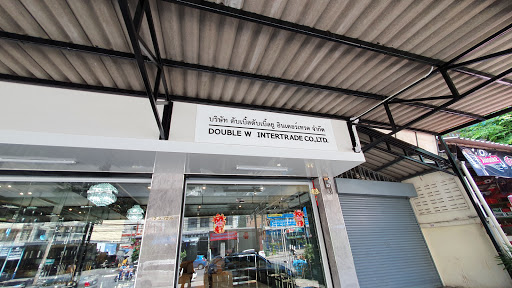 บริษัท ดับเบิ้ลดับเบิ้ลยู อินเตอร์เทรด จำกัด
DOUBLE W INTERTRADE CO.,LTD.